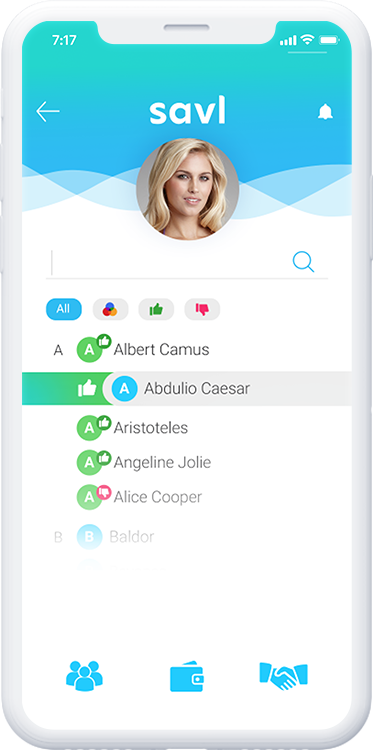 7:17
savl
All
A A Albert Camus
A Abdulio Caesar
A Aristoteles
A Angeline Jolie
A Alice Cooper
B B Baldor